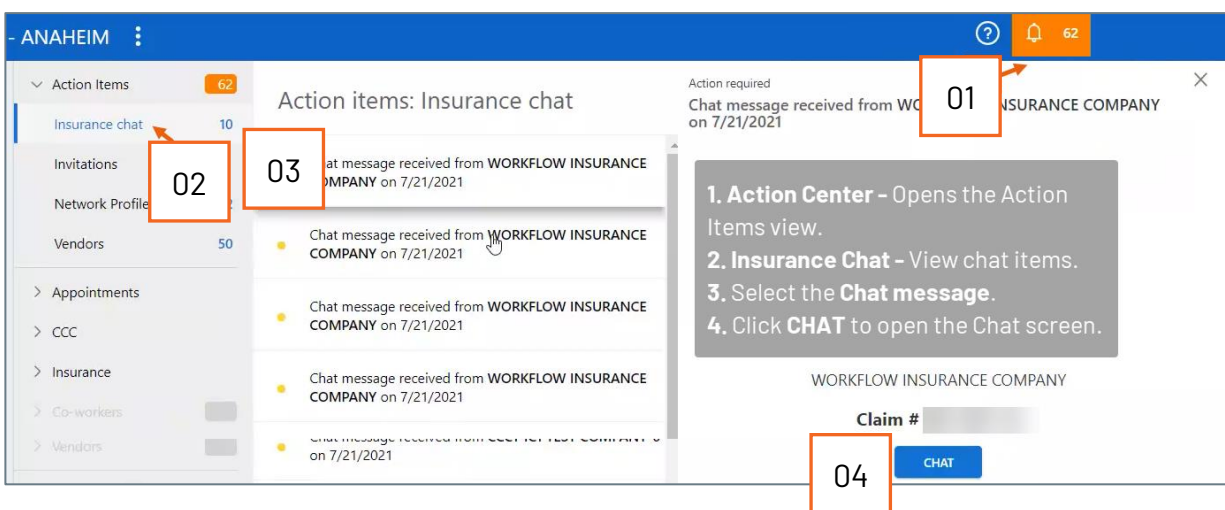 - ANAHEIM
? 62
Action Items 62
Insurance chat 10
Invitations
Network Profile
Vendors 50
Appointments
CCC
Insurance
Co-workers
Vendors
02
Action items: Insurance chat
03
at message received from WORKFLOW INSURANCE
OMPANY on 7/21/2021
Chat message received from WORKFLOW INSURANCE
COMPANY on 7/21/2021
Chat message received from WORKFLOW INSURANCE
COMPANY on 7/21/2021
Chat message received from WORKFLOW INSURANCE
COMPANY on 7/21/2021
on 7/21/2021
01
Action required
Chat message received from WO NSURANCE COMPANY
on 7/21/2021
1. Action Center - Opens the Action
Items view.
2. Insurance Chat - View chat items.
3. Select the Chat message.
4. Click CHAT to open the Chat screen.
WORKFLOW INSURANCE COMPANY
Claim #
04
CHAT